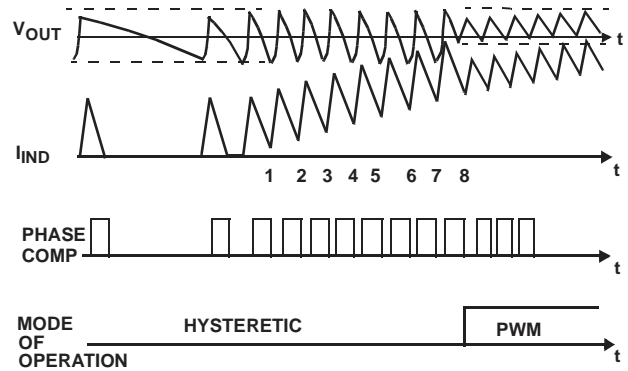 VOUT
t
IIND
t
1 2 3 4 5 6 7 8
PHASE
COMP
t
HYSTERETIC
PWM
MODE
OF
OPERATION
t